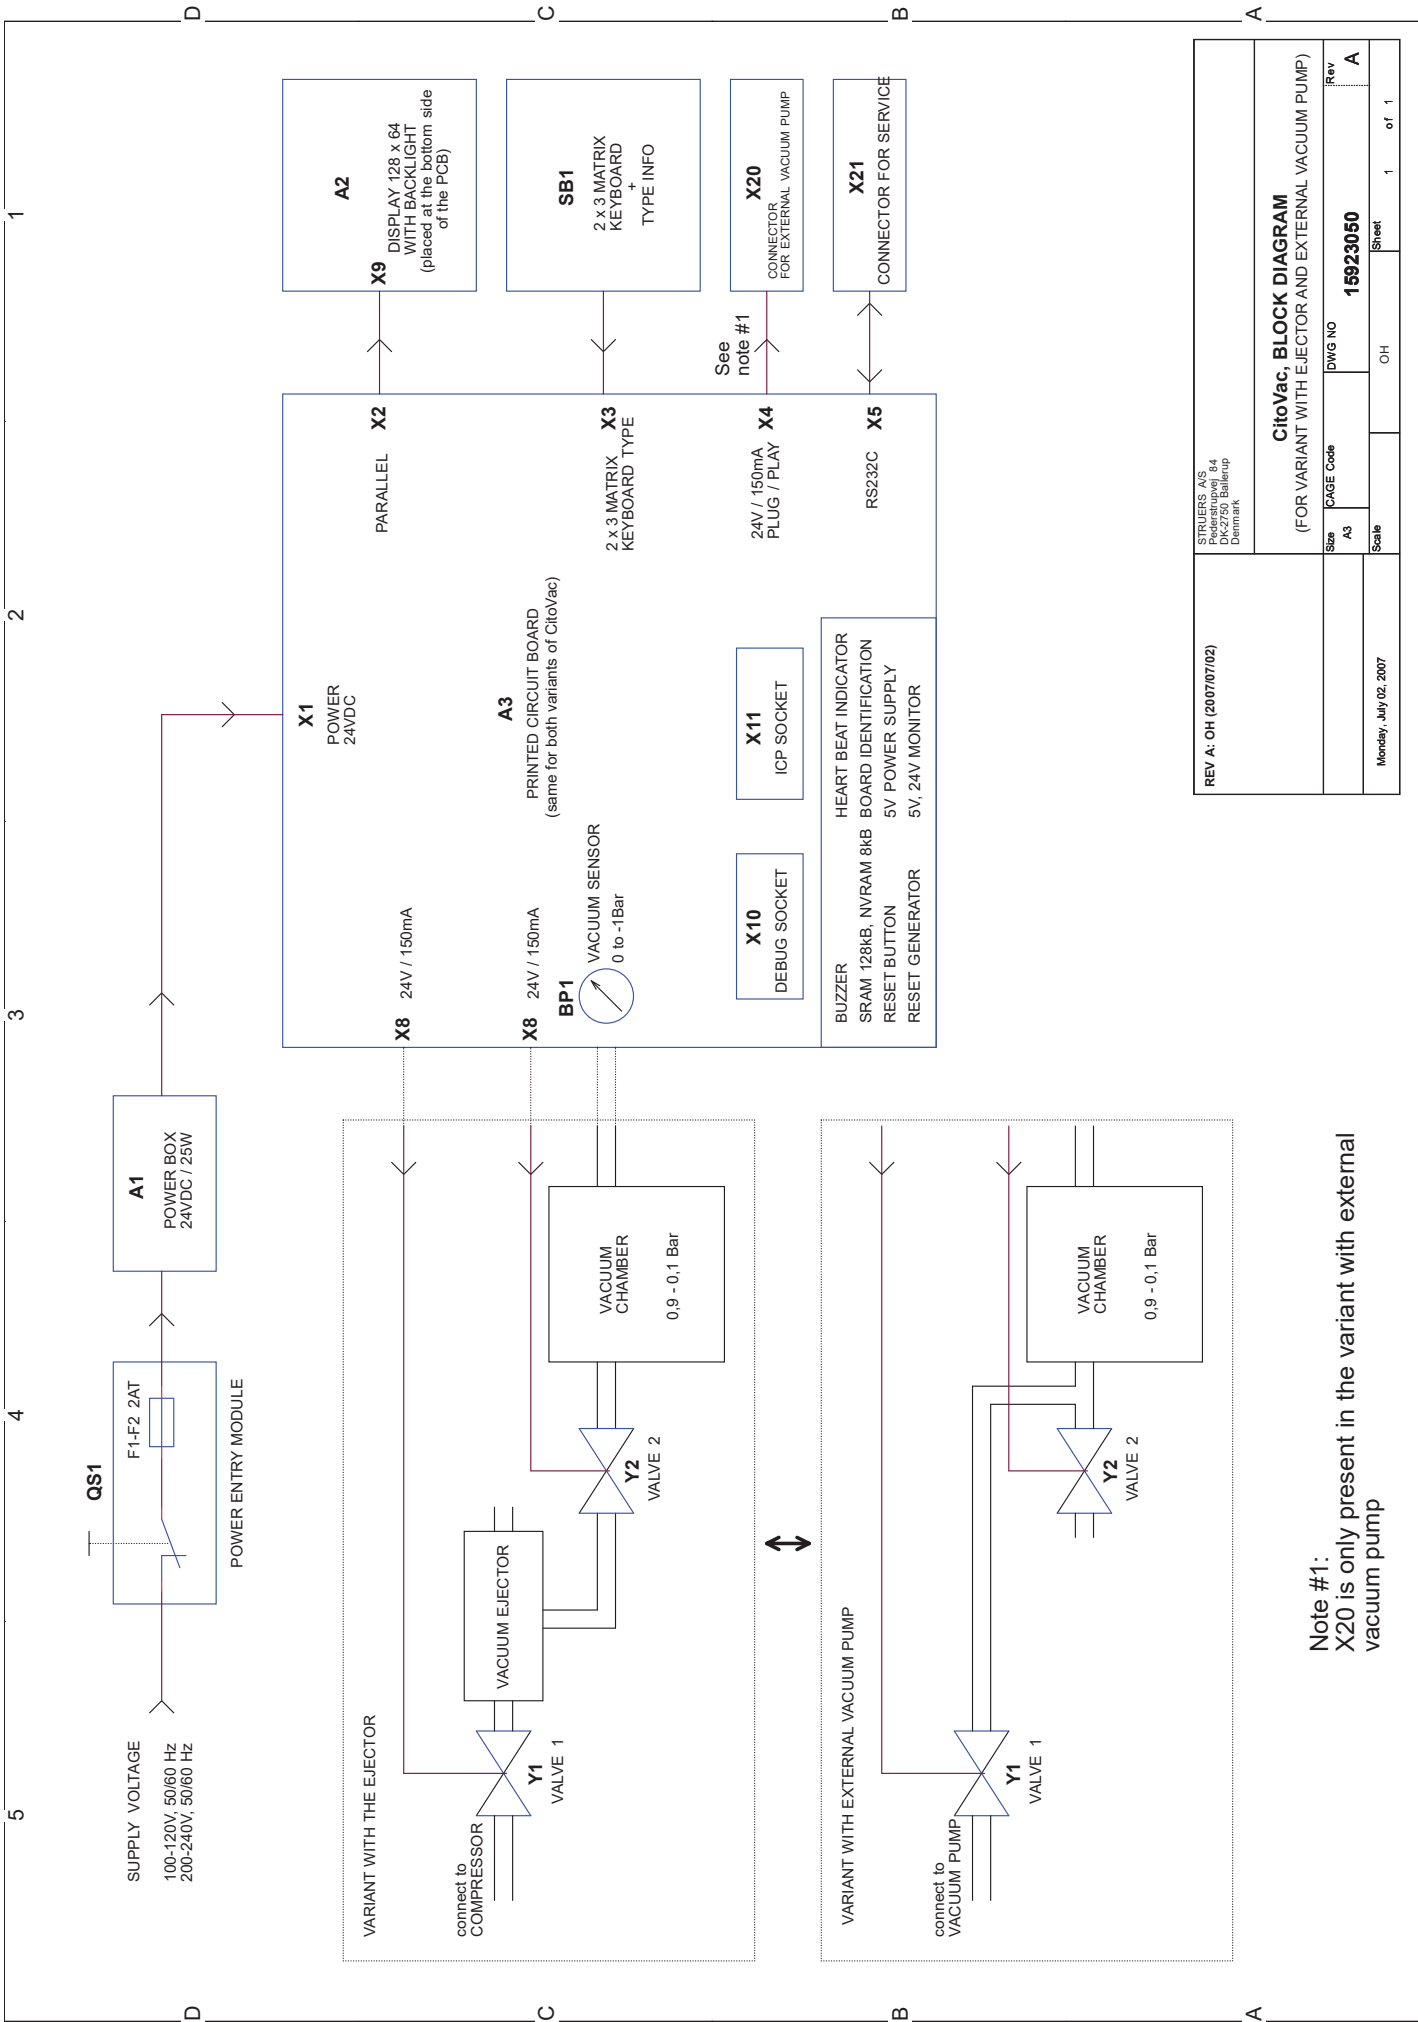 5
4
3
2
1
D
D
C
C
B
B
A
A
SUPPLY VOLTAGE
100-120V, 50/60 Hz
200-240V, 50/60 Hz
QS1
F1-F2 2AT
POWER ENTRY MODULE
A1
POWER BOX
24VDC / 25W
X1
POWER
24VDC
VARIANT WITH THE EJECTOR
connect to
COMPRESSOR
Y1
VALVE 1
VACUUM EJECTOR
Y2
VALVE 2
VACUUM
CHAMBER
0,9 - 0,1 Bar
X8
24V / 150mA
X8
24V / 150mA
BP1
VACUUM SENSOR
0 to -1Bar
A3
PRINTED CIRCUIT BOARD
(same for both variants of CitoVac)
X2
PARALLEL
X3
2 x 3 MATRIX
KEYBOARD TYPE
24V / 150mA
PLUG / PLAY
X4
RS232C
X5
X10
DEBUG SOCKET
X11
ICP SOCKET
BUZZER
HEART BEAT INDICATOR
SRAM 128kB, NVRAM 8kB
BOARD IDENTIFICATION
RESET BUTTON
5V POWER SUPPLY
RESET GENERATOR
5V, 24V MONITOR
A2
X9
DISPLAY 128 x 64
WITH BACKLIGHT
(placed at the bottom side
of the PCB)
SB1
2 x 3 MATRIX
KEYBOARD
+
TYPE INFO
See
note #1
X20
CONNECTOR
FOR EXTERNAL VACUUM PUMP
X21
CONNECTOR FOR SERVICE
VARIANT WITH EXTERNAL VACUUM PUMP
connect to
VACUUM PUMP
Y1
VALVE 1
Y2
VALVE 2
VACUUM
CHAMBER
0,9 - 0,1 Bar
Note #1:
X20 is only present in the variant with external
vacuum pump
REV A: OH (2007/07/02)
STRUERS A/S
Pederstrupvej 84
DK-2750 Ballerup
Denmark
CitoVac, BLOCK DIAGRAM
(FOR VARIANT WITH EJECTOR AND EXTERNAL VACUUM PUMP)
Size
A3
CAGE Code
DWG NO
15923050
Rev
A
Monday, July 02, 2007
Scale
OH
Sheet
1 of 1